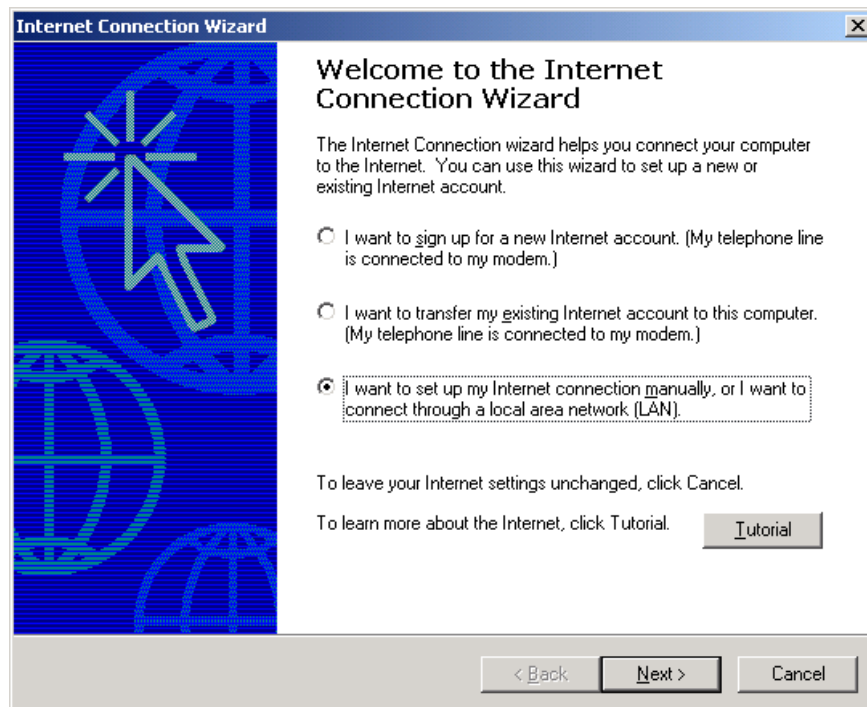 Internet Connection Wizard
Welcome to the Internet
Connection Wizard
The Internet Connection wizard helps you connect your computer
to the Internet. You can use this wizard to set up a new or
existing Internet account.
I want to sign up for a new Internet account. (My telephone line
is connected to my modem.)
I want to transfer my existing Internet account to this computer.
(My telephone line is connected to my modem.)
I want to set up my Internet connection manually, or I want to
connect through a local area network (LAN).
To leave your Internet settings unchanged, click Cancel.
To learn more about the Internet, click Tutorial.
Tutorial
< Back
Next >
Cancel